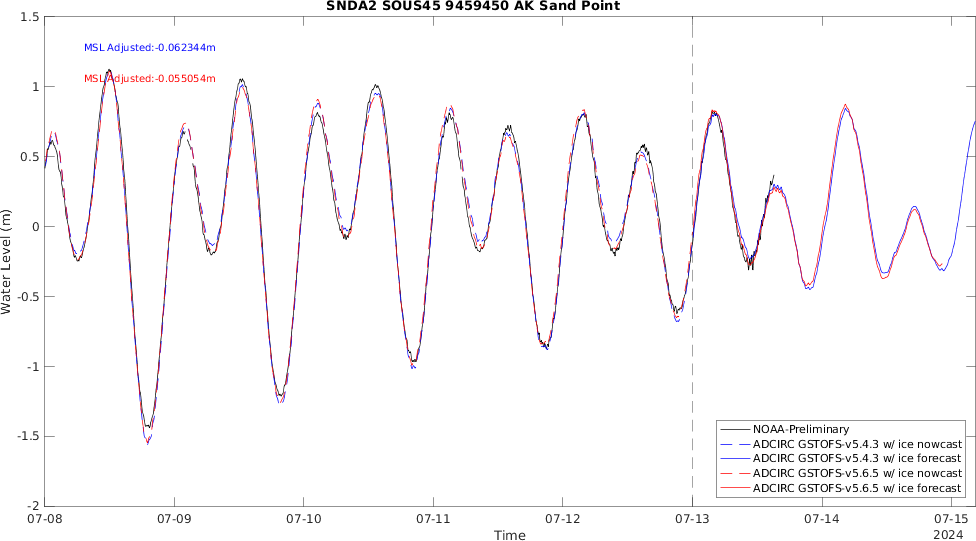 SNDA2 SOUS45 9459450 AK Sand Point
1.5
MSL Adjusted:-0.062344m
MSL Adjusted:-0.055054m
1
0.5
0
-0.5
-1
-1.5
-2
Water Level (m)
NOAA-Preliminary
ADCIRC GSTOFS-v5.4.3 w/ ice nowcast
ADCIRC GSTOFS-v5.4.3 w/ ice forecast
ADCIRC GSTOFS-v5.6.5 w/ ice nowcast
ADCIRC GSTOFS-v5.6.5 w/ ice forecast
07-08 07-09 07-10 07-11 07-12 07-13 07-14 07-15
Time 2024